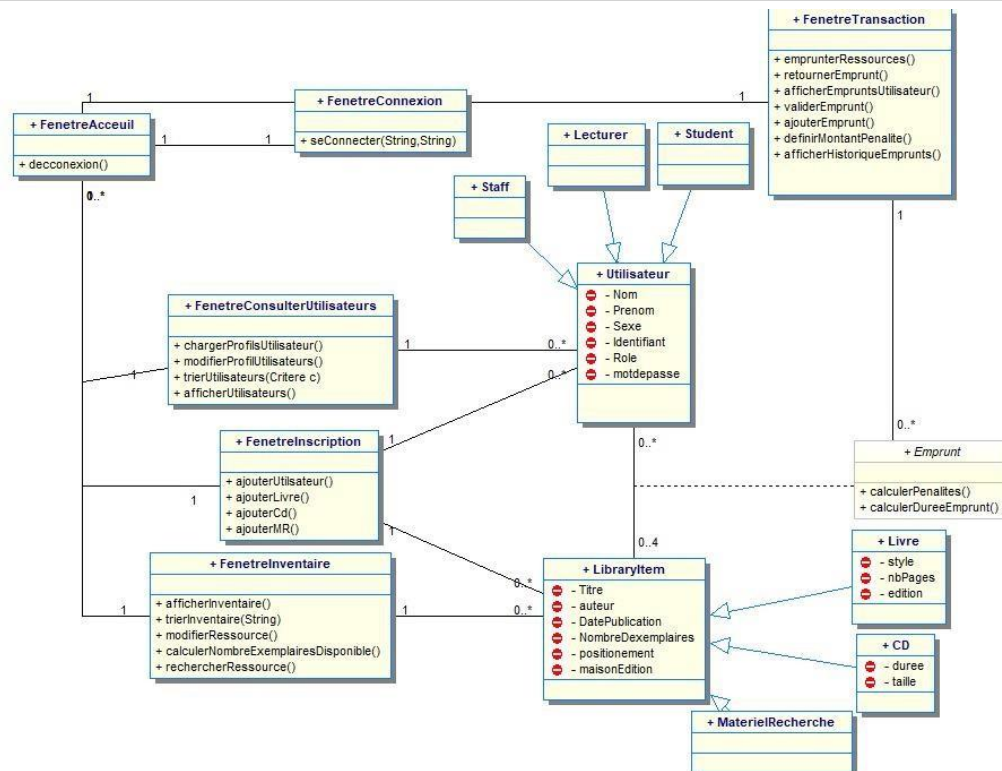 + FenetreTransaction
+ emprunterRessources()
+ retournerEmprunt()
+ afficherEmpruntsUtilisateur()
+ validerEmprunt()
+ ajouterEmprunt()
+ definirMontantPenalite()
+ afficherHistoriqueEmprunts()
1
1
+ FenetreConnexion
+ seConnecter(String,String)
+ FenetreAcceuil
+ decconexion()
1
1
0..*
1
+ Lecturer
+ Student
+ Staff
+ Utilisateur
- Nom
- Prenom
- Sexe
- Identifiant
- Role
- motdepasse
+ FenetreConsulterUtilisateurs
+ chargerProfilsUtilisateur()
+ modifierProfilUtilisateurs()
+ trierUtilisateurs(Critere c)
+ afficherUtilisateurs()
1
0..*
0..*
1
+ FenetreInscription
+ ajouterUtilsateur()
+ ajouterLivre()
+ ajouterCd()
+ ajouterMR()
1
1
1
0..*
0..*
+ Emprunt
+ calculerPenalites()
+ calculerDureeEmprunt()
0..4
+ FenetreInventaire
+ afficherInventaire()
+ trierInventaire(String)
+ modifierRessource()
+ calculerNombreExemplairesDisponible()
+ rechercherRessource()
1
1
0..*
0..*
+ LibraryItem
- Titre
- auteur
- DatePublication
- NombreDexemplaires
- positionement
- maisonEdition
+ Livre
- style
- nbPages
- edition
+ CD
- duree
- taille
+ MaterielRecherche